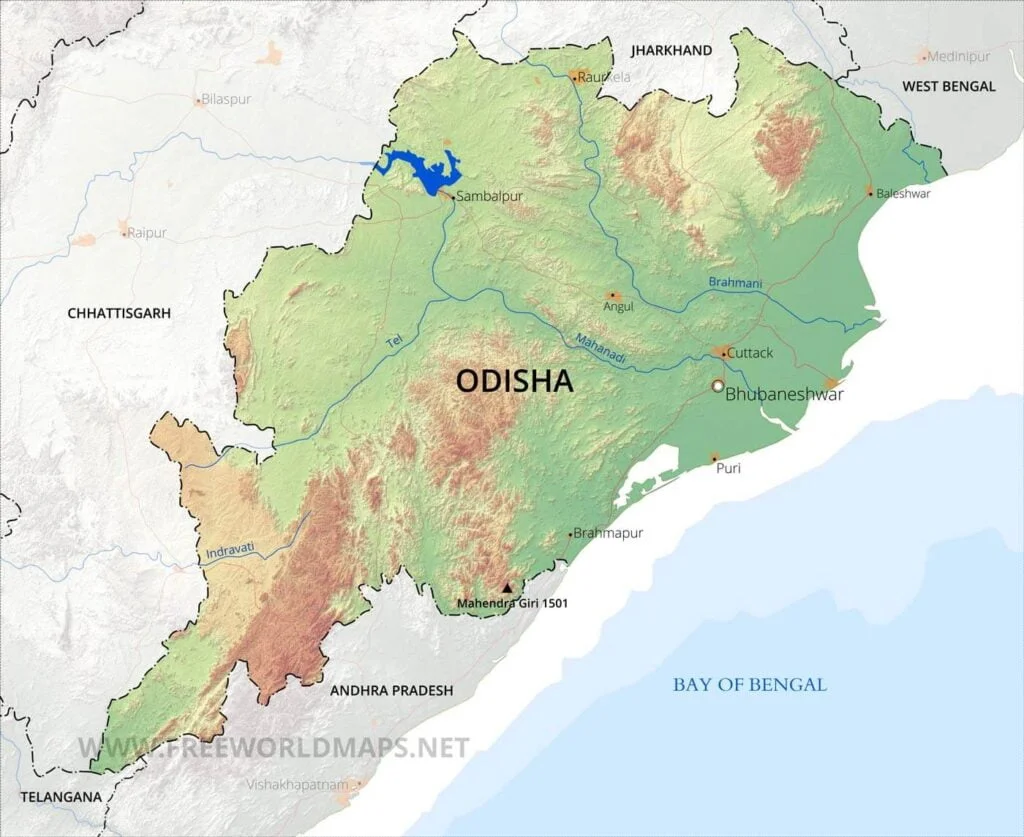 JHARKHAND
Medinipur
Raurkela
WEST BENGAL
Bilaspur
Sambalpur
Baleshwar
Raipur
Brahmani
Angul
CHHATTISGARH
Tel
Mahanadi
Cuttack
ODISHA
Bhubaneshwar
Puri
Brahmapur
Indravati
Mahendra Giri 1501
BAY OF BENGAL
ANDHRA PRADESH
WWW.FREEWORLDMAPS.NET
Vishakhapatnam
TELANGANA